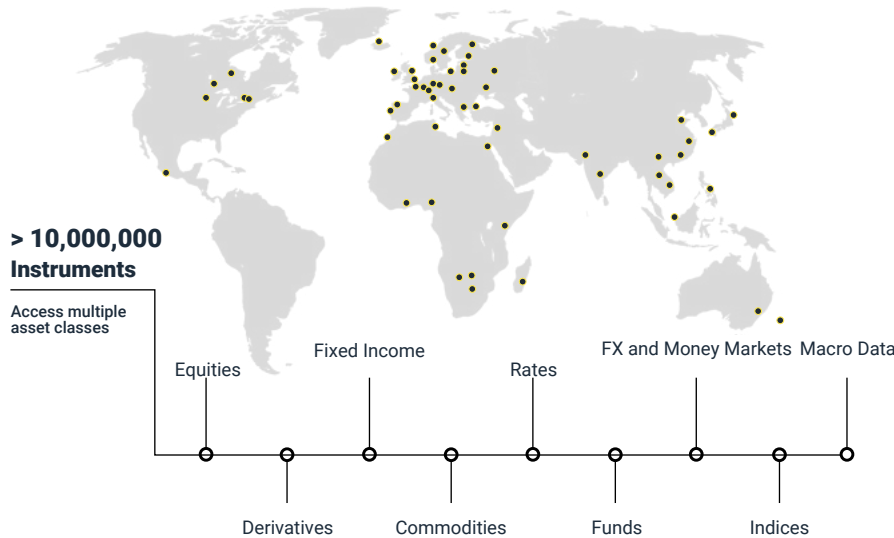 > 10,000,000
Instruments
Access multiple
asset classes
Equities
Fixed Income
Rates
FX and Money Markets
Macro Data
Derivatives
Commodities
Funds
Indices